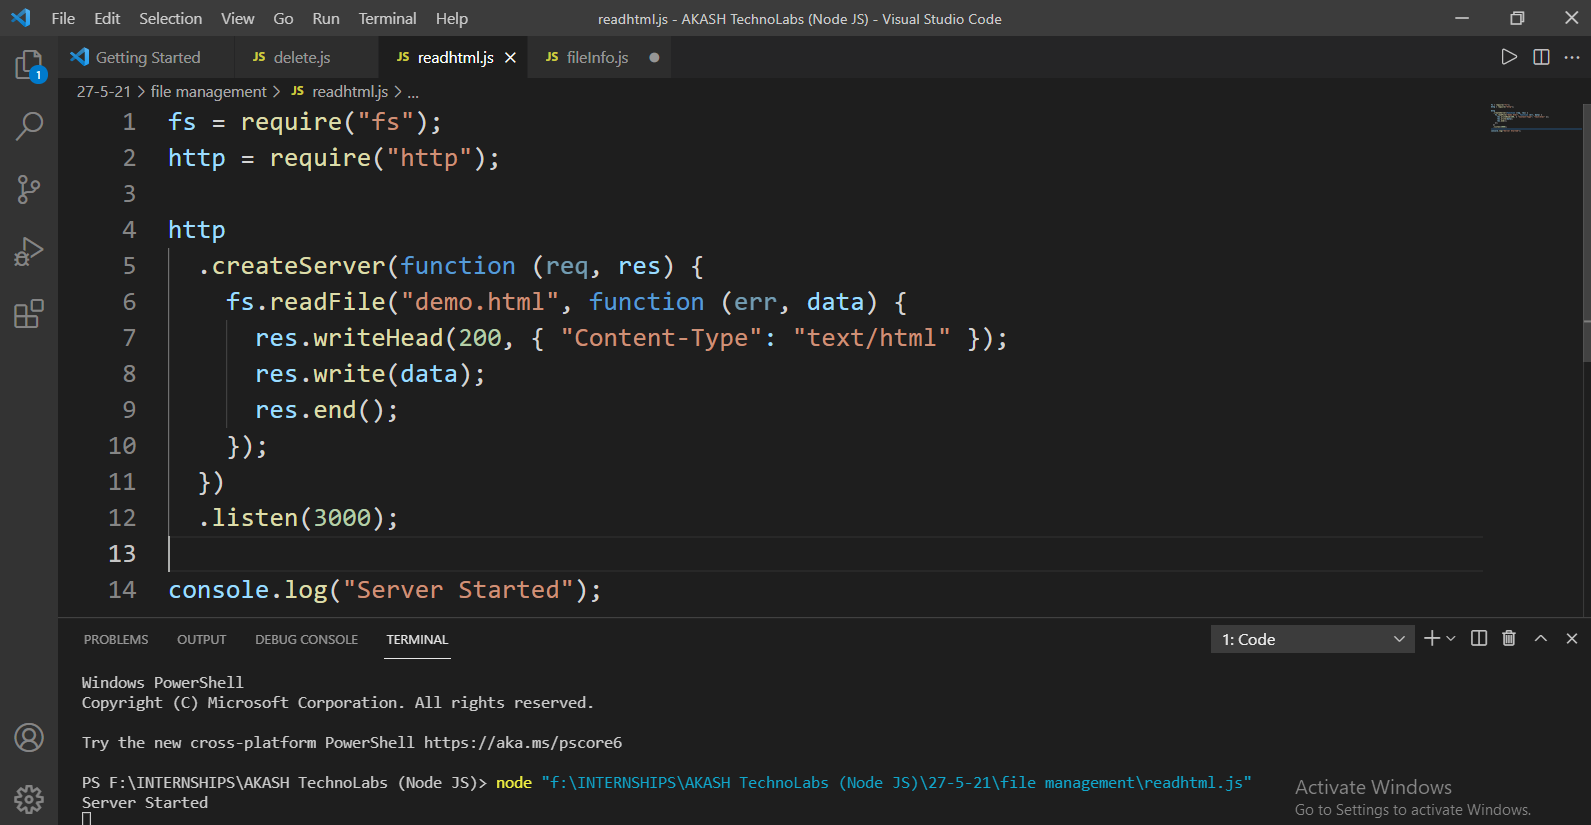 File Edit Selection View Go Run Terminal Help readhtml.js - AKASH TechnoLabs (Node JS) - Visual Studio Code
Getting Started JS delete.js JS readhtml.js JS fileInfo.js
1
27-5-21 > file management > JS readhtml.js > ...
1 fs = require("fs");
2 http = require("http");
3
4 http
5 .createServer(function (req, res) {
6 fs.readFile("demo.html", function (err, data) {
7 res.writeHead(200, { "Content-Type": "text/html" });
8 res.write(data);
9 res.end();
10 });
11 })
12 .listen(3000);
13
14 console.log("Server Started");
PROBLEMS OUTPUT DEBUG CONSOLE TERMINAL 1: Code
Windows PowerShell
Copyright (C) Microsoft Corporation. All rights reserved.
Try the new cross-platform PowerShell https://aka.ms/pscore6
PS F:\INTERNSHIPS\AKASH TechnoLabs (Node JS)> node "f:\INTERNSHIPS\AKASH TechnoLabs (Node JS)\27-5-21\file management\readhtml.js"
Server Started
Activate Windows
Go to Settings to activate Windows.